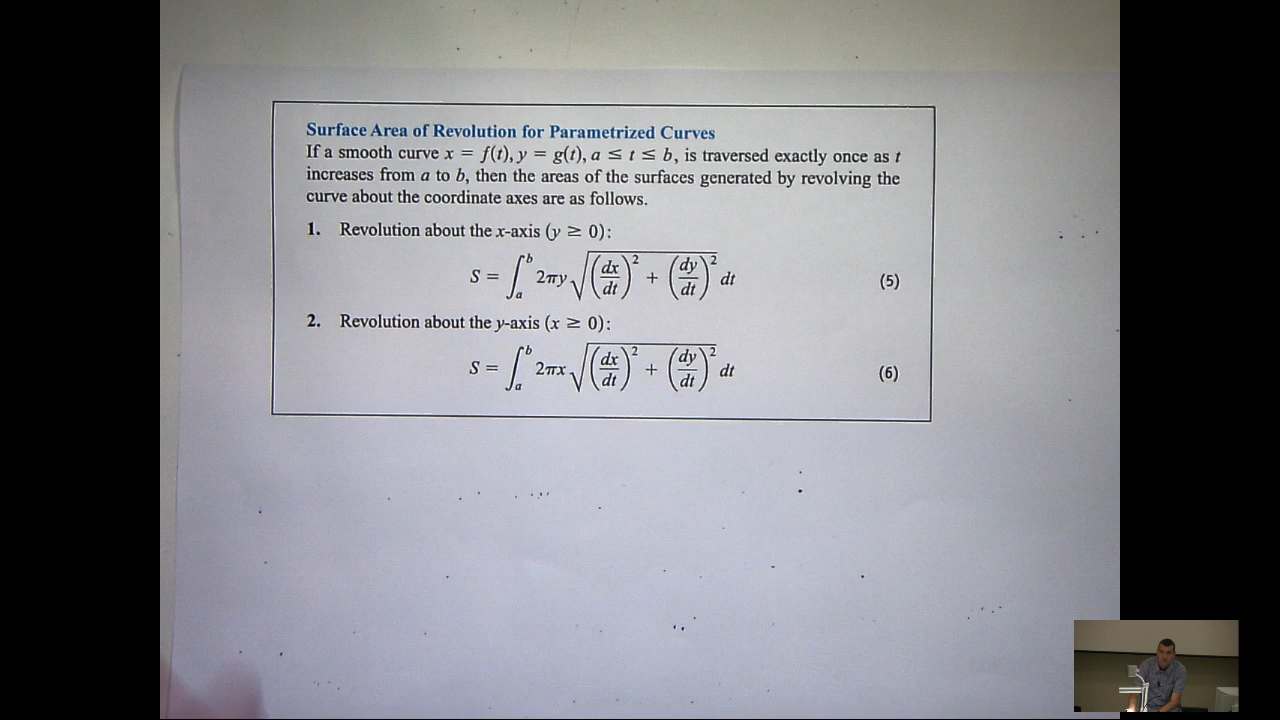 Surface Area of Revolution for Parametrized Curves
If a smooth curve x = f(t), y = g(t), a ≤ t ≤ b, is traversed exactly once as t
increases from a to b, then the areas of the surfaces generated by revolving the
curve about the coordinate axes are as follows.
1. Revolution about the x-axis (y ≥ 0):
S = ∫_a^b 2πy √((dx/dt)^2 + (dy/dt)^2) dt (5)
2. Revolution about the y-axis (x ≥ 0):
S = ∫_a^b 2πx √((dx/dt)^2 + (dy/dt)^2) dt (6)